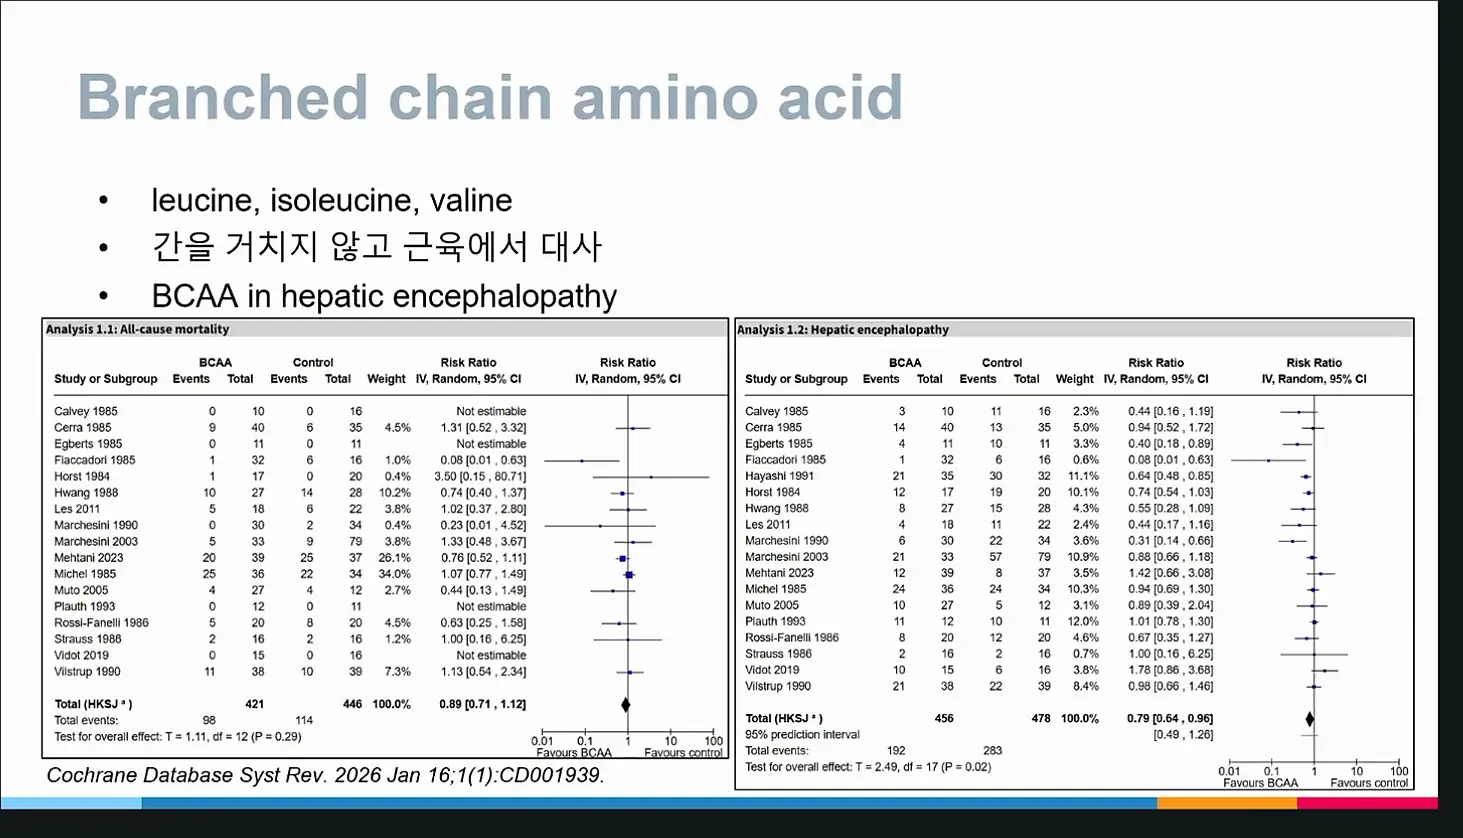 Branched chain amino acid
• leucine, isoleucine, valine
• 간을 거치지 않고 근육에서 대사
• BCAA in hepatic encephalopathy
Analysis 1.1: All-cause mortality
BCAA Control Risk Ratio Risk Ratio
Study or Subgroup Events Total Events Total Weight IV, Random, 95% CI IV, Random, 95% CI
Calvey 1985 0 10 0 16 Not estimable
Cerra 1985 9 40 6 35 4.5% 1.31 [0.52 , 3.32]
Egberts 1985 0 11 0 11 Not estimable
Fiaccadori 1985 1 32 6 16 1.0% 0.08 [0.01 , 0.63]
Horst 1984 1 17 0 20 0.4% 3.50 [0.15 , 80.71]
Hwang 1988 10 27 14 28 10.2% 0.74 [0.40 , 1.37]
Les 2011 5 18 6 22 3.8% 1.02 [0.37 , 2.80]
Marchesini 1990 0 30 2 34 0.4% 0.23 [0.01 , 4.52]
Marchesini 2003 5 33 9 79 3.8% 1.33 [0.48 , 3.67]
Mehtani 2023 20 39 25 37 26.1% 0.76 [0.52 , 1.11]
Michel 1985 25 36 22 34 34.0% 1.07 [0.77 , 1.49]
Muto 2005 4 27 4 12 2.7% 0.44 [0.13 , 1.49]
Plauth 1993 0 12 0 11 Not estimable
Rossi-Fanelli 1986 5 20 8 20 4.5% 0.63 [0.25 , 1.58]
Strauss 1986 2 16 2 16 1.2% 1.00 [0.16 , 6.25]
Vidot 2019 0 15 0 16 Not estimable
Vilstrup 1990 11 38 10 39 7.3% 1.13 [0.54 , 2.34]
Total (HKSJ ª ) 421 446 100.0% 0.89 [0.71 , 1.12]
Total events: 98 114
Test for overall effect: T = 1.11, df = 12 (P = 0.29)
0.01 0.1 1 10 100
Favours BCAA Favours control
Analysis 1.2: Hepatic encephalopathy
BCAA Control Risk Ratio Risk Ratio
Study or Subgroup Events Total Events Total Weight IV, Random, 95% CI IV, Random, 95% CI
Calvey 1985 3 10 11 16 2.3% 0.44 [0.16 , 1.19]
Cerra 1985 14 40 13 35 5.0% 0.94 [0.52 , 1.72]
Egberts 1985 4 11 10 11 3.3% 0.40 [0.18 , 0.89]
Fiaccadori 1985 1 32 6 16 0.6% 0.08 [0.01 , 0.63]
Hayashi 1991 21 35 30 32 11.1% 0.64 [0.48 , 0.85]
Horst 1984 12 17 19 20 10.1% 0.74 [0.54 , 1.03]
Hwang 1988 8 27 15 28 4.3% 0.55 [0.28 , 1.09]
Les 2011 4 18 11 22 2.4% 0.44 [0.17 , 1.16]
Marchesini 1990 6 30 22 34 3.6% 0.31 [0.14 , 0.66]
Marchesini 2003 21 33 57 79 10.9% 0.88 [0.66 , 1.18]
Mehtani 2023 12 39 8 37 3.5% 1.42 [0.66 , 3.08]
Michel 1985 24 36 24 34 10.3% 0.94 [0.69 , 1.30]
Muto 2005 10 27 5 12 3.1% 0.89 [0.39 , 2.04]
Plauth 1993 11 12 10 11 12.0% 1.01 [0.78 , 1.30]
Rossi-Fanelli 1986 8 20 12 20 4.6% 0.67 [0.35 , 1.27]
Strauss 1986 2 16 2 16 0.7% 1.00 [0.16 , 6.25]
Vidot 2019 10 15 6 16 3.8% 1.78 [0.86 , 3.68]
Vilstrup 1990 21 38 22 39 8.4% 0.98 [0.66 , 1.46]
Total (HKSJ ª ) 456 478 100.0% 0.79 [0.64 , 0.96]
95% prediction interval [0.49 , 1.26]
Total events: 192 283
Test for overall effect: T = 2.49, df = 17 (P = 0.02)
0.01 0.1 1 10 100
Favours BCAA Favours control
Cochrane Database Syst Rev. 2026 Jan 16;1(1):CD001939.